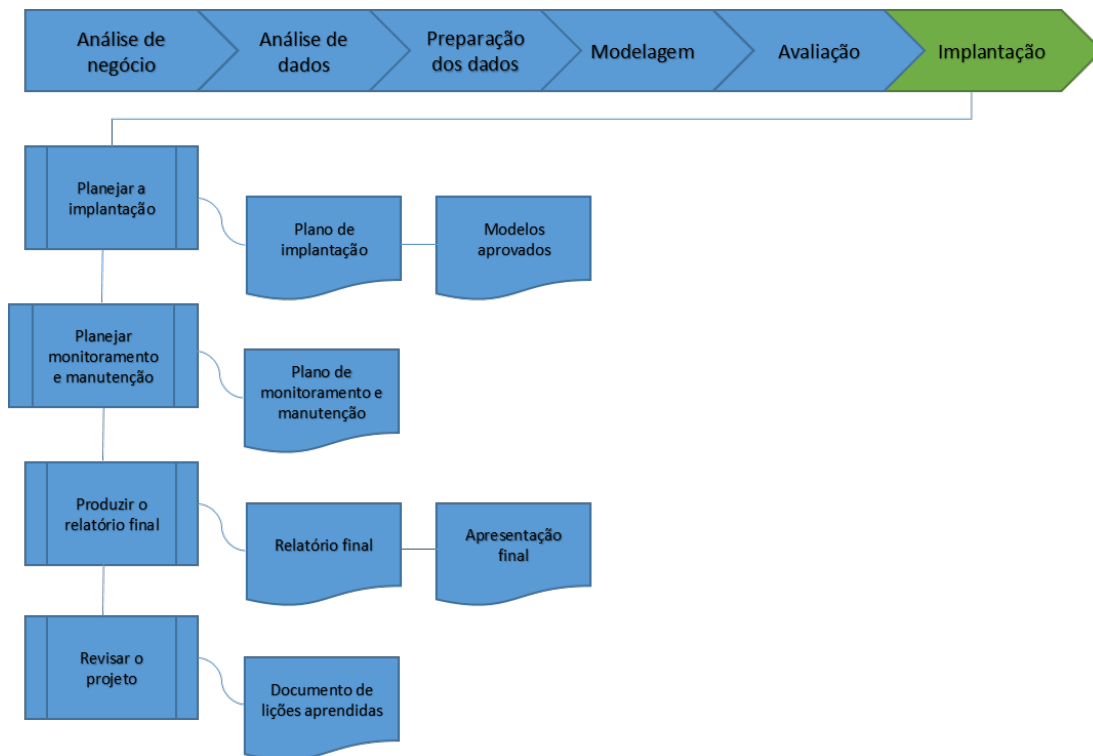 Análise de
negócio
Análise de
dados
Preparação
dos dados
Modelagem
Avaliação
Implantação
Planejar a
implantação
Plano de
implantação
Modelos
aprovados
Planejar
monitoramento
e manutenção
Plano de
monitoramento e
manutenção
Produzir o
relatório final
Relatório final
Apresentação
final
Revisar o
projeto
Documento de
lições aprendidas